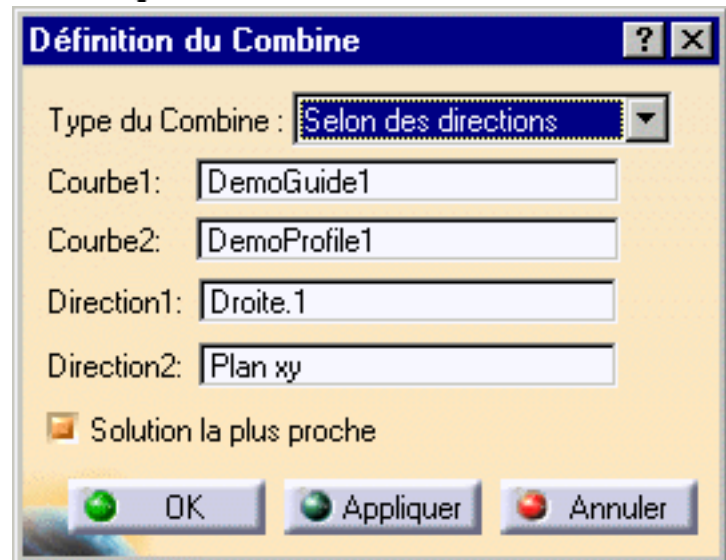 Définition du Combine
Type du Combine : Selon des directions
Courbe1: DemoGuide1
Courbe2: DemoProfile1
Direction1: Droite.1
Direction2: Plan xy
Solution la plus proche
OK Appliquer Annuler